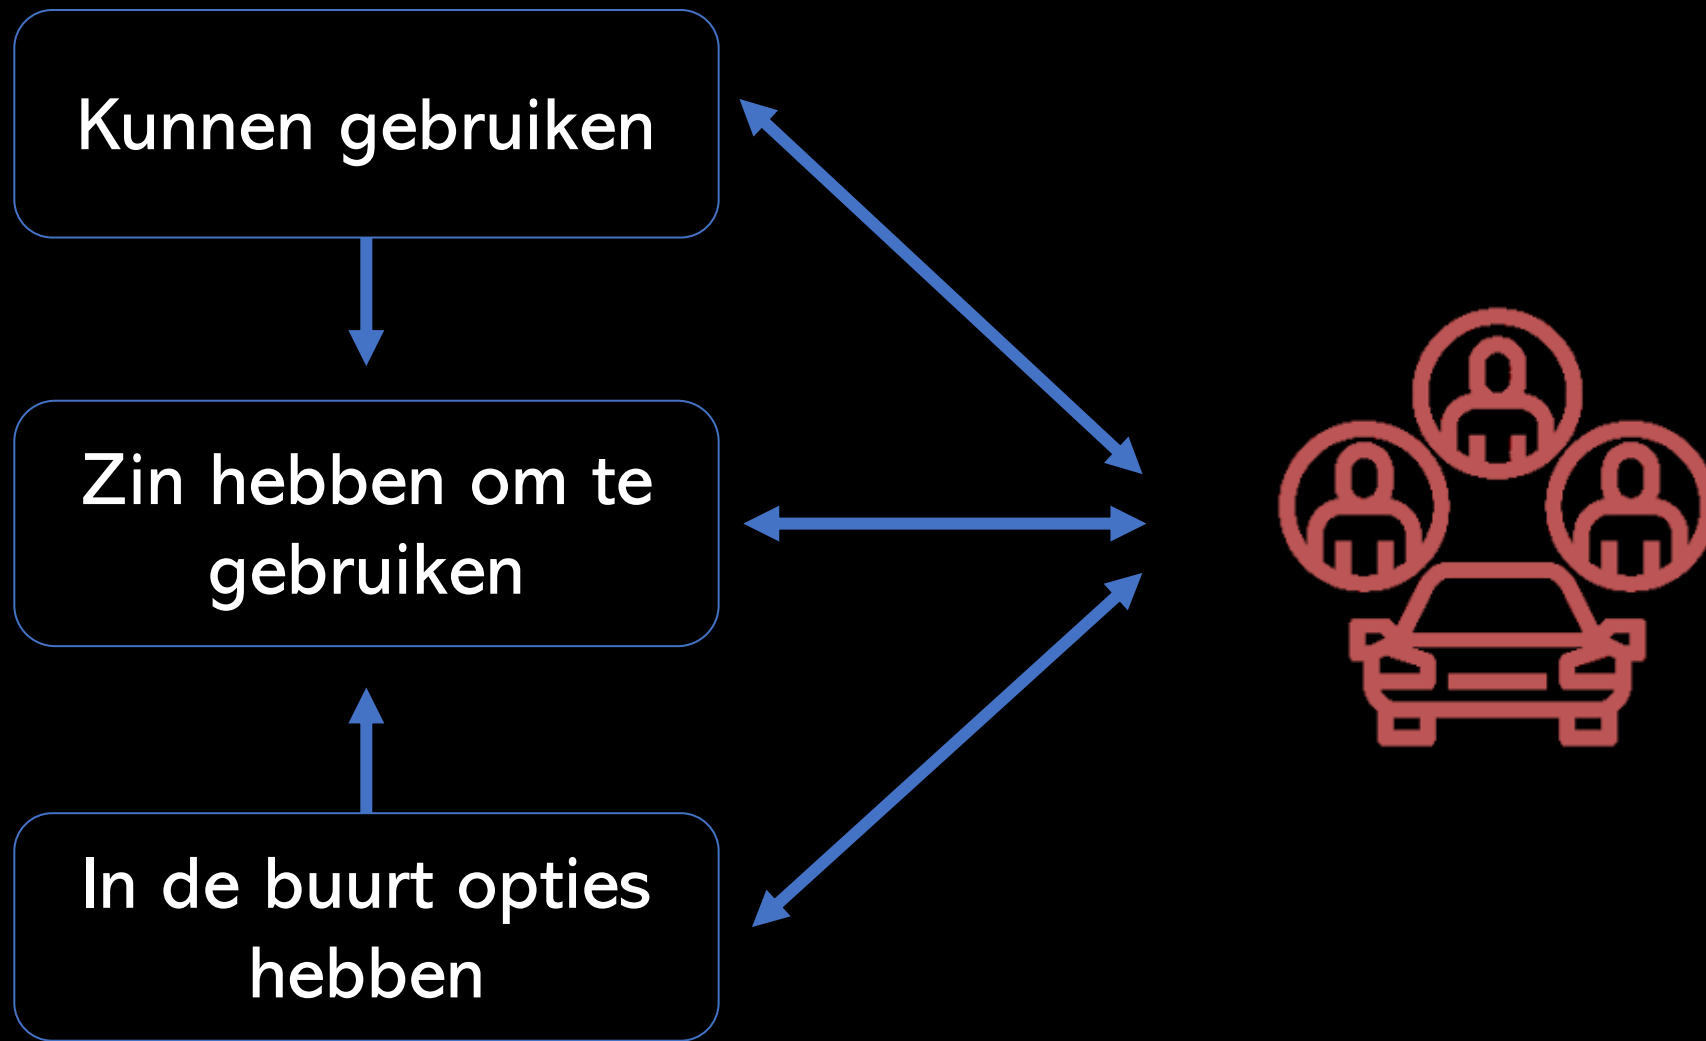 Kunnen gebruiken
Zin hebben om te
gebruiken
In de buurt opties
hebben